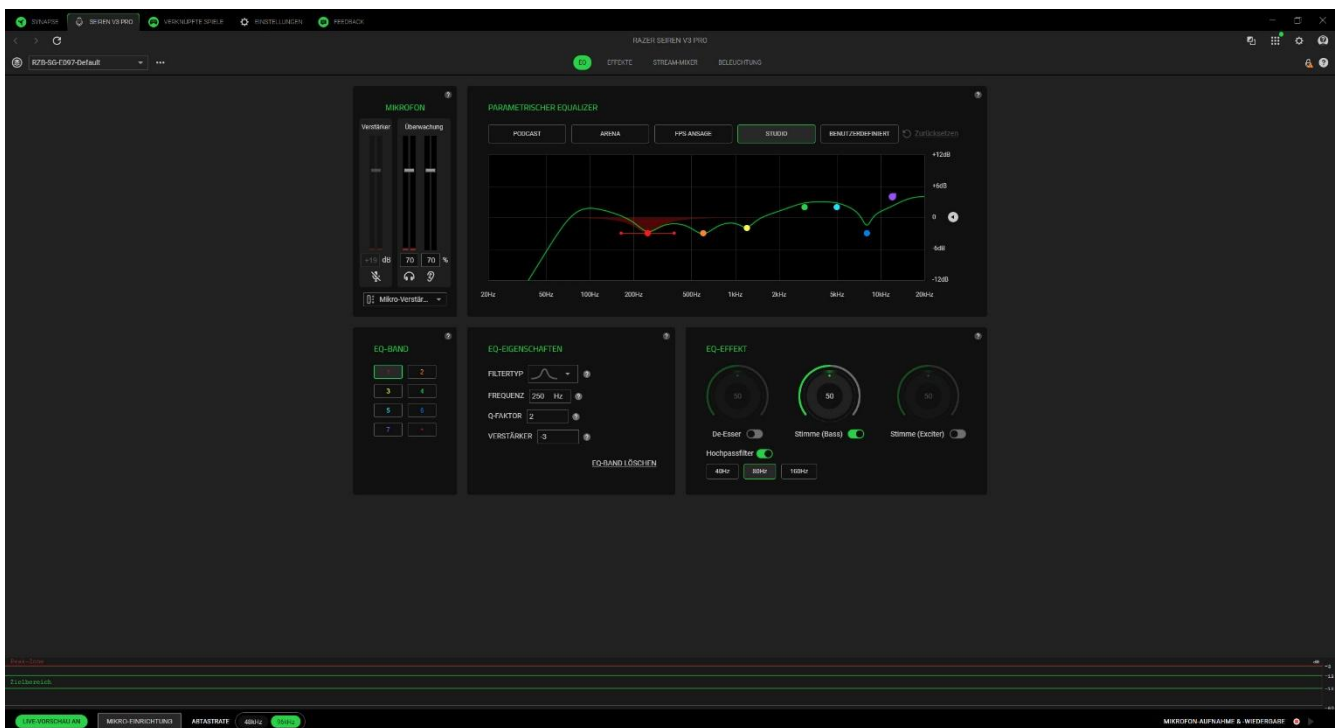 SYNAPSE SEIREN V3 PRO VERKNÜPFTE SPIELE EINSTELLUNGEN FEEDBACK
RAZER SEIREN V3 PRO
RZB-SG-E097-Default
EQ EFFEKTE STREAM-MIXER BELEUCHTUNG
MIKROFON
Verstärker Überwachung
+19 dB 70 70 %
Mikro-Verstär...
PARAMETRISCHER EQUALIZER
PODCAST ARENA FPS ANSAGE STUDIO BENUTZERDEFINIERT Zurücksetzen
+12dB
+6dB
0
-6dB
-12dB
20Hz 50Hz 100Hz 200Hz 500Hz 1kHz 2kHz 5kHz 10kHz 20kHz
EQ-BAND
2
3 4
5 6
7 +
EQ-EIGENSCHAFTEN
FILTERTYP
FREQUENZ 250 Hz
Q-FAKTOR 2
VERSTÄRKER -3
EQ-BAND LÖSCHEN
EQ-EFFEKT
50 50 50
De-Esser Stimme (Bass) Stimme (Exciter)
Hochpassfilter
40Hz 80Hz 160Hz
Peak-Zone
Zielbereich
LIVE-VORSCHAU AN MIKRO-EINRICHTUNG ABTASTRATE 48kHz 96kHz
MIKROFON-AUFNAHME & -WIEDERGABE